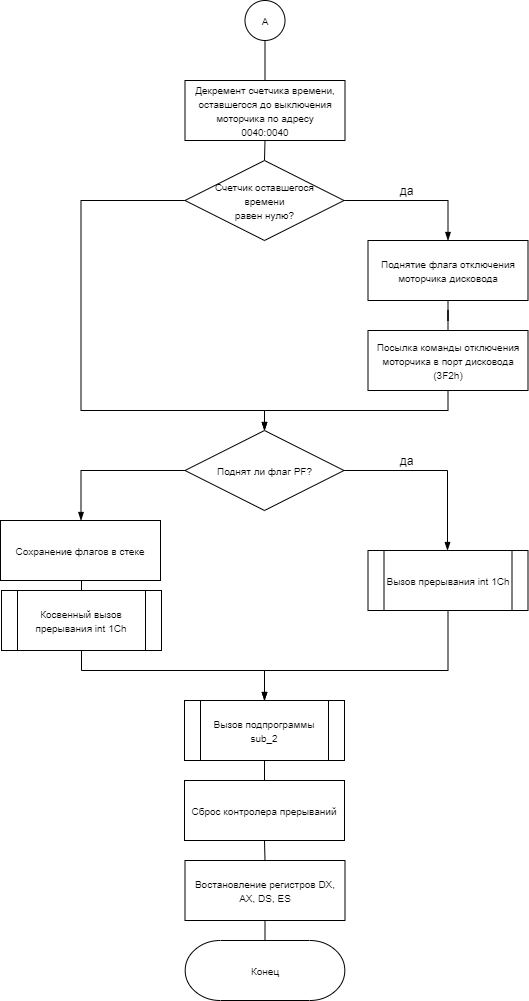 А
Декремент счетчика времени,
оставшегося до выключения
моторчика по адресу
0040:0040
Счетчик оставшегося
времени
равен нулю?
да
Поднятие флага отключения
моторчика дисковода
Посылка команды отключения
моторчика в порт дисковода
(3F2h)
Поднят ли флаг PF?
да
Сохранение флагов в стеке
Косвенный вызов
прерывания int 1Ch
Вызов прерывания int 1Ch
Вызов подпрограммы
sub_2
Сброс контролера прерываний
Востановление регистров DX,
AX, DS, ES
Конец